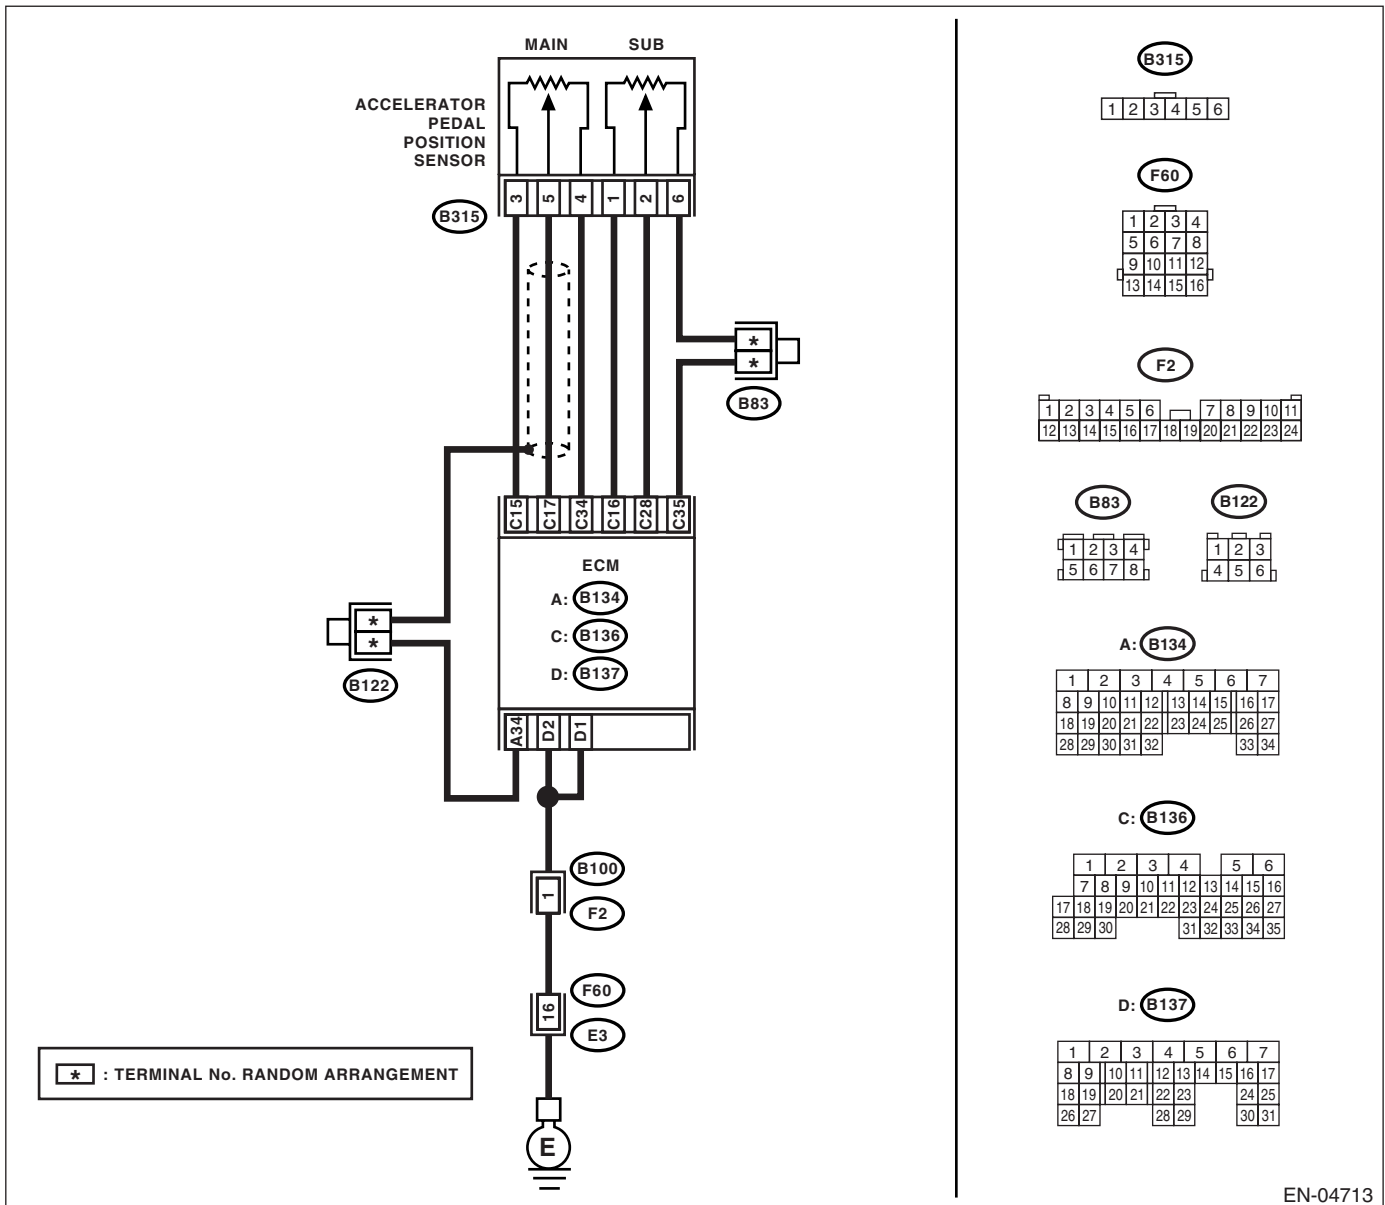 MAIN SUB
ACCELERATOR
PEDAL
POSITION
SENSOR
3 5 4 1 2 6
B315
*
*
B83
C15 C17 C34 C16 C28 C35
ECM
A: B134
C: B136
D: B137
*
*
B122
A34 D2 D1
B100
1
F2
F60
16
E3
E
* : TERMINAL No. RANDOM ARRANGEMENT
B315
1 2 3 4 5 6
F60
1 2 3 4
5 6 7 8
9 10 11 12
13 14 15 16
F2
1 2 3 4 5 6 7 8 9 10 11
12 13 14 15 16 17 18 19 20 21 22 23 24
B83
1 2 3 4
5 6 7 8
B122
1 2 3
4 5 6
A: B134
1 2 3 4 5 6 7
8 9 10 11 12 13 14 15 16 17
18 19 20 21 22 23 24 25 26 27
28 29 30 31 32 33 34
C: B136
1 2 3 4 5 6
7 8 9 10 11 12 13 14 15 16
17 18 19 20 21 22 23 24 25 26 27
28 29 30 31 32 33 34 35
D: B137
1 2 3 4 5 6 7
8 9 10 11 12 13 14 15 16 17
18 19 20 21 22 23 24 25
26 27 28 29 30 31
EN-04713